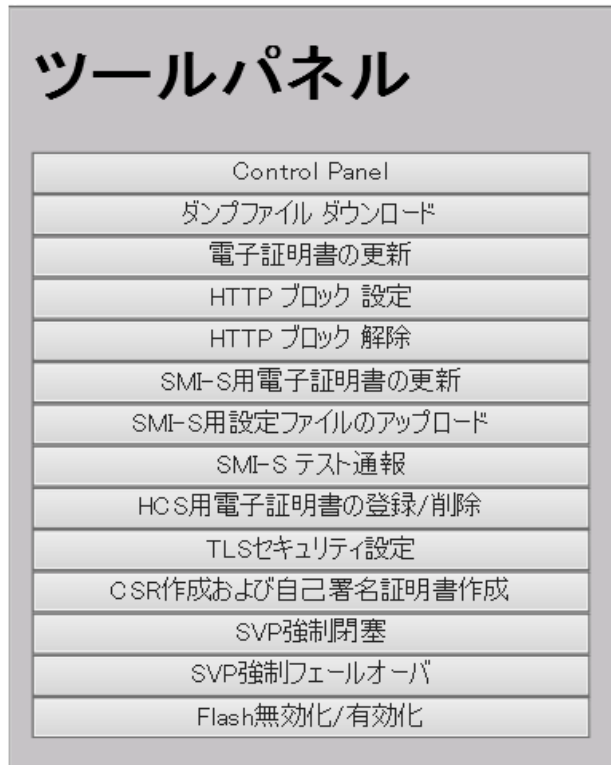 ツールパネル
Control Panel
ダンプファイル ダウンロード
電子証明書の更新
HTTP ブロック 設定
HTTP ブロック 解除
SMI-S用電子証明書の更新
SMI-S用設定ファイルのアップロード
SMI-S テスト通報
HCS用電子証明書の登録/削除
TLSセキュリティ設定
CSR作成および自己署名証明書作成
SVP強制閉塞
SVP強制フェールオーバ
Flash無効化/有効化